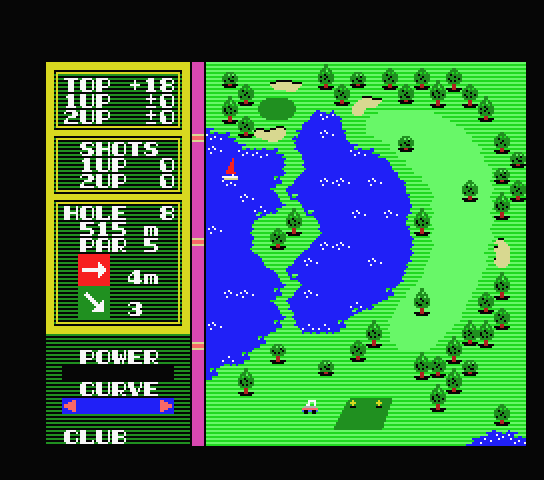 TOP +18
1UP ±0
2UP ±0
SHOTS
1UP 0
2UP 0
HOLE 8
515 m
PAR 5
4m
3
POWER
CURVE
CLUB